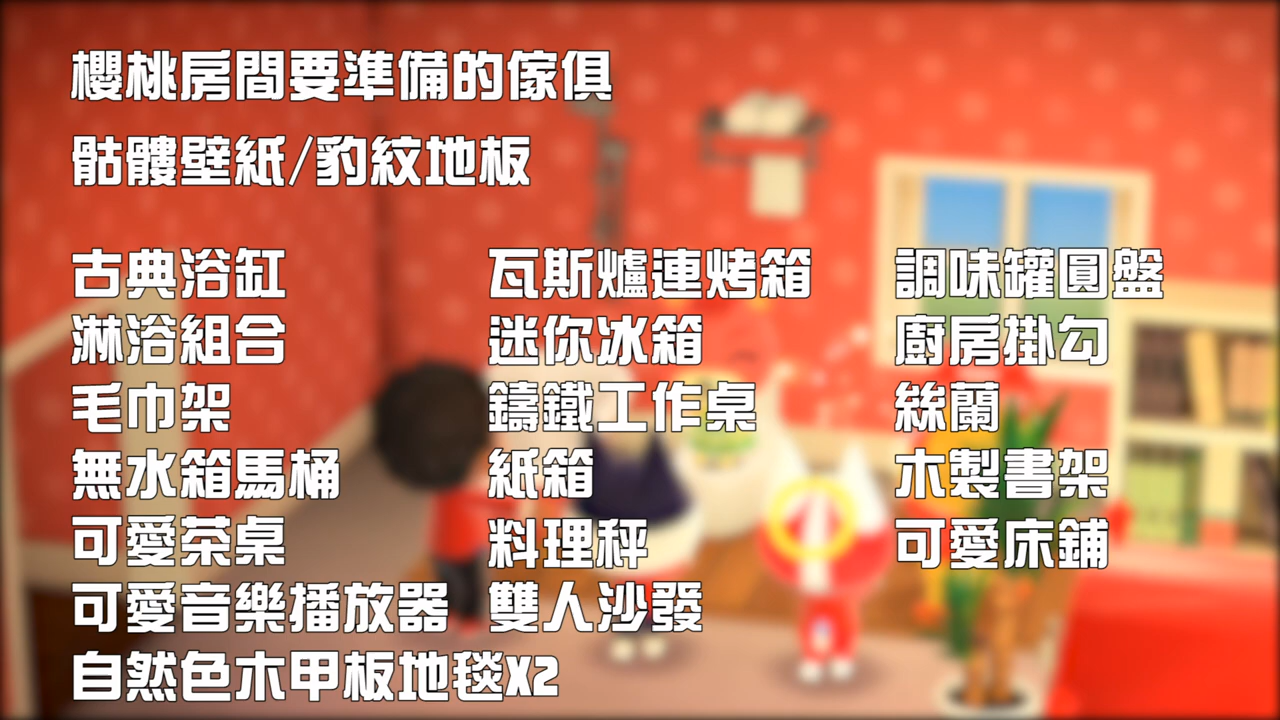 櫻桃房間要準備的傢俱
骷髏壁紙/豹紋地板
古典浴缸
淋浴組合
毛巾架
無水箱馬桶
可愛茶桌
可愛音樂播放器
自然色木甲板地毯X2
瓦斯爐連烤箱
迷你冰箱
鑄鐵工作桌
紙箱
料理秤
雙人沙發
調味罐圓盤
廚房掛勾
絲蘭
木製書架
可愛床鋪